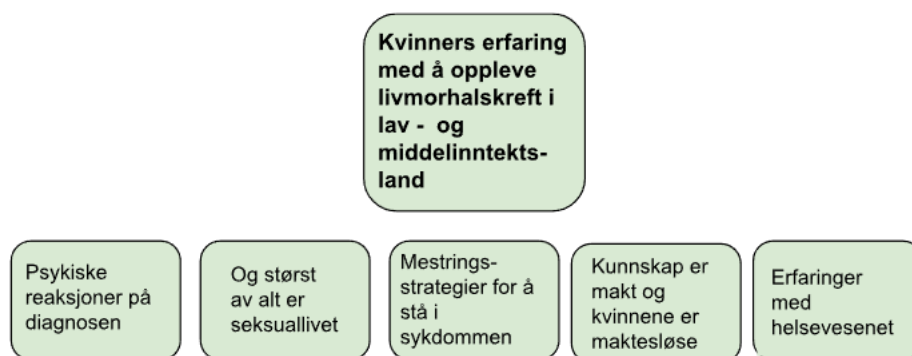 Kvinners erfaring
med å oppleve
livmorhalskreft i
lav - og
middelinntekts-
land
Psykiske
reaksjoner på
diagnosen
Og størst
av alt er
seksuallivet
Mestrings-
strategier for å
stå i
sykdommen
Kunnskap er
makt og
kvinnene er
maktesløse
Erfaringer
med
helsevesenet